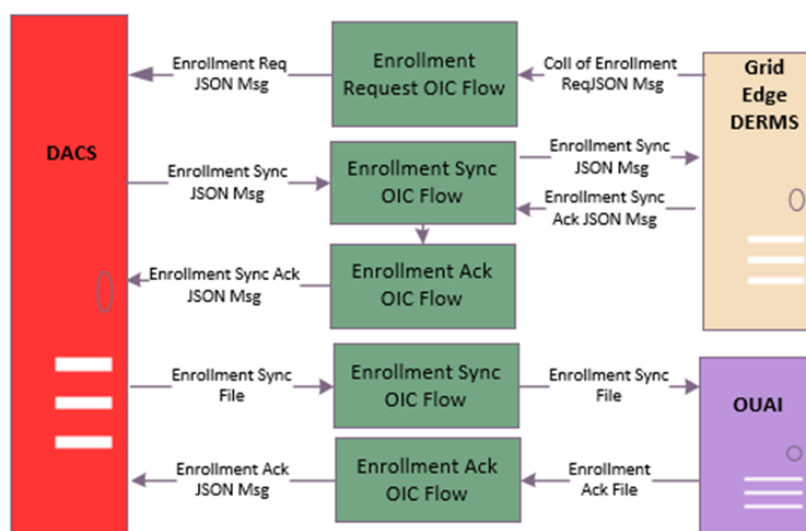 Enrollment Req
JSON Msg
Enrollment
Request OIC Flow
Coll of Enrollment
ReqJSON Msg
Grid
Edge
DERMS
DACS
Enrollment Sync
JSON Msg
Enrollment Sync
OIC Flow
Enrollment Sync
JSON Msg
Enrollment Sync
Ack JSON Msg
Enrollment Sync Ack
JSON Msg
Enrollment Ack
OIC Flow
Enrollment Sync
File
Enrollment Sync
OIC Flow
Enrollment Sync
File
OUAI
Enrollment Ack
JSON Msg
Enrollment Ack
OIC Flow
Enrollment
Ack File